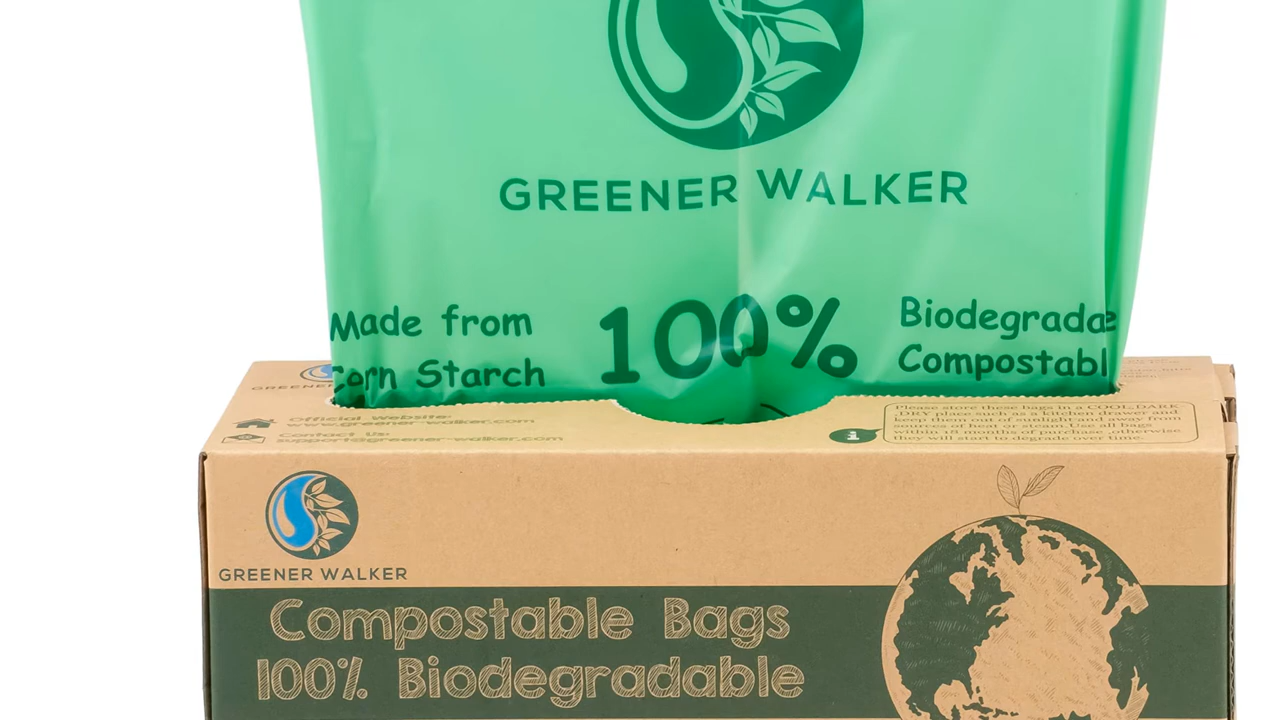 GREENER WALKER
Made from
Corn Starch
100%
Biodegrada
Compostabl
GREENER
Official Website:
www.greener-walker.com
Contact Us:
support@greener-walker.com
Please store these bags in a COOL,DARK
,DRY place such as a kitchen drawer and
keep them out of sunlight and away from
sources of heat or steam.Use all bags
within 18 months of purchase ,otherwise
they will start to degrade over time.
GREENER WALKER
Compostable Bags
100% Biodegradable